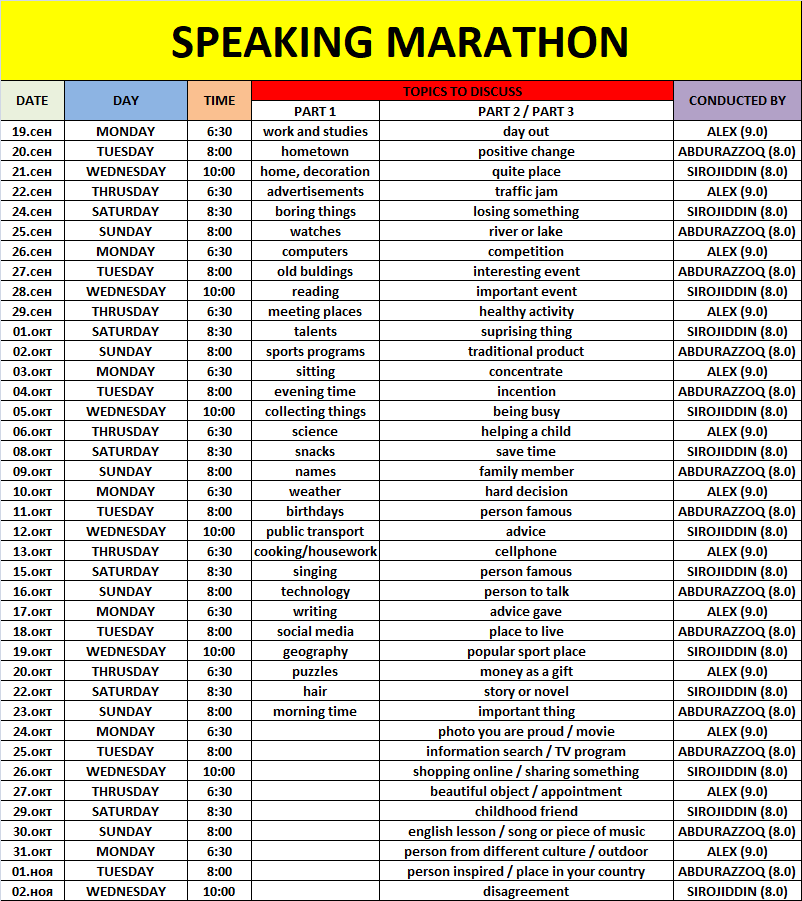 SPEAKING MARATHON
DATE DAY TIME TOPICS TO DISCUSS CONDUCTED BY
PART 1 PART 2 / PART 3
19.сен MONDAY 6:30 work and studies day out ALEX (9.0)
20.сен TUESDAY 8:00 hometown positive change ABDURAZZOQ (8.0)
21.сен WEDNESDAY 10:00 home, decoration quite place SIROJIDDIN (8.0)
22.сен THRUSDAY 6:30 advertisements traffic jam ALEX (9.0)
24.сен SATURDAY 8:30 boring things losing something SIROJIDDIN (8.0)
25.сен SUNDAY 8:00 watches river or lake ABDURAZZOQ (8.0)
26.сен MONDAY 6:30 computers competition ALEX (9.0)
27.сен TUESDAY 8:00 old buldings interesting event ABDURAZZOQ (8.0)
28.сен WEDNESDAY 10:00 reading important event SIROJIDDIN (8.0)
29.сен THRUSDAY 6:30 meeting places healthy activity ALEX (9.0)
01.окт SATURDAY 8:30 talents suprising thing SIROJIDDIN (8.0)
02.окт SUNDAY 8:00 sports programs traditional product ABDURAZZOQ (8.0)
03.окт MONDAY 6:30 sitting concentrate ALEX (9.0)
04.окт TUESDAY 8:00 evening time incention ABDURAZZOQ (8.0)
05.окт WEDNESDAY 10:00 collecting things being busy SIROJIDDIN (8.0)
06.окт THRUSDAY 6:30 science helping a child ALEX (9.0)
08.окт SATURDAY 8:30 snacks save time SIROJIDDIN (8.0)
09.окт SUNDAY 8:00 names family member ABDURAZZOQ (8.0)
10.окт MONDAY 6:30 weather hard decision ALEX (9.0)
11.окт TUESDAY 8:00 birthdays person famous ABDURAZZOQ (8.0)
12.окт WEDNESDAY 10:00 public transport advice SIROJIDDIN (8.0)
13.окт THRUSDAY 6:30 cooking/housework cellphone ALEX (9.0)
15.окт SATURDAY 8:30 singing person famous SIROJIDDIN (8.0)
16.окт SUNDAY 8:00 technology person to talk ABDURAZZOQ (8.0)
17.окт MONDAY 6:30 writing advice gave ALEX (9.0)
18.окт TUESDAY 8:00 social media place to live ABDURAZZOQ (8.0)
19.окт WEDNESDAY 10:00 geography popular sport place SIROJIDDIN (8.0)
20.окт THRUSDAY 6:30 puzzles money as a gift ALEX (9.0)
22.окт SATURDAY 8:30 hair story or novel SIROJIDDIN (8.0)
23.окт SUNDAY 8:00 morning time important thing ABDURAZZOQ (8.0)
24.окт MONDAY 6:30 photo you are proud / movie ALEX (9.0)
25.окт TUESDAY 8:00 information search / TV program ABDURAZZOQ (8.0)
26.окт WEDNESDAY 10:00 shopping online / sharing something SIROJIDDIN (8.0)
27.окт THRUSDAY 6:30 beautiful object / appointment ALEX (9.0)
29.окт SATURDAY 8:30 childhood friend SIROJIDDIN (8.0)
30.окт SUNDAY 8:00 english lesson / song or piece of music ABDURAZZOQ (8.0)
31.окт MONDAY 6:30 person from different culture / outdoor ALEX (9.0)
01.ноя TUESDAY 8:00 person inspired / place in your country ABDURAZZOQ (8.0)
02.ноя WEDNESDAY 10:00 disagreement SIROJIDDIN (8.0)